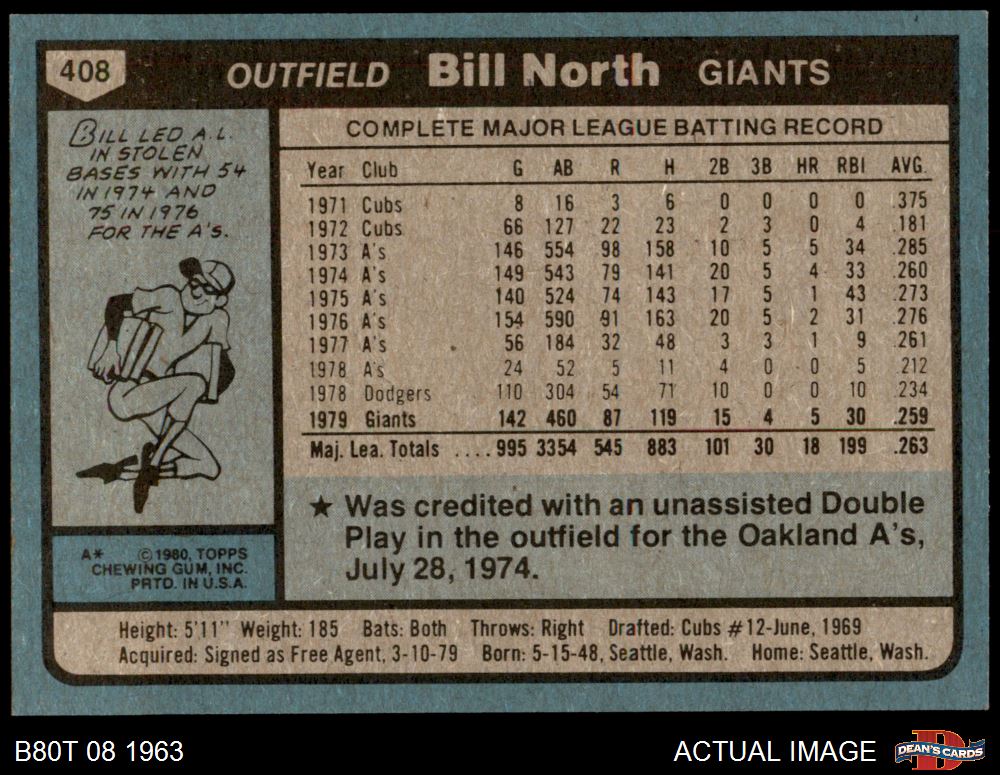 408 OUTFIELD Bill North GIANTS
BILL LED A.L.
IN STOLEN
BASES WITH 54
IN 1974 AND
75 IN 1976
FOR THE A's.
COMPLETE MAJOR LEAGUE BATTING RECORD
Year Club G AB R H 2B 3B HR RBI AVG.
1971 Cubs 8 16 3 6 0 0 0 0 .375
1972 Cubs 66 127 22 23 2 3 0 4 .181
1973 A's 146 554 98 158 10 5 5 34 .285
1974 A's 149 543 79 141 20 5 4 33 .260
1975 A's 140 524 74 143 17 5 1 43 .273
1976 A's 154 590 91 163 20 5 2 31 .276
1977 A's 56 184 32 48 3 3 1 9 .261
1978 A's 24 52 5 11 4 0 0 5 .212
1978 Dodgers 110 304 54 71 10 0 0 10 .234
1979 Giants 142 460 87 119 15 4 5 30 .259
Maj. Lea. Totals .... 995 3354 545 883 101 30 18 199 .263
★ Was credited with an unassisted Double
Play in the outfield for the Oakland A's,
July 28, 1974.
A* ©1980, TOPPS
CHEWING GUM, INC.
PRTD. IN U.S.A.
Height: 5'11" Weight: 185 Bats: Both Throws: Right Drafted: Cubs #12-June, 1969
Acquired: Signed as Free Agent, 3-10-79 Born: 5-15-48, Seattle, Wash. Home: Seattle, Wash.
B80T 08 1963 ACTUAL IMAGE DEAN'S CARDS